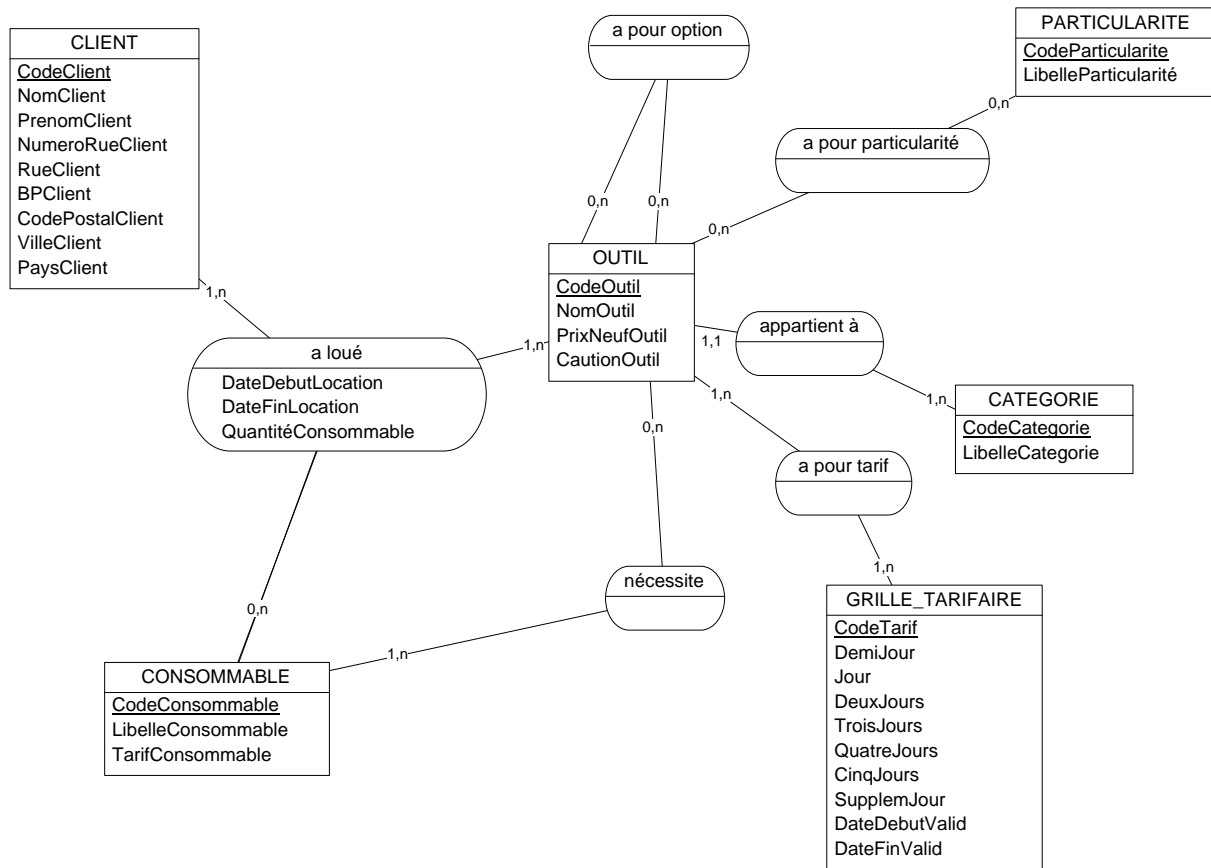 CLIENT
CodeClient
NomClient
PrenomClient
NumeroRueClient
RueClient
BPClient
CodePostalClient
VilleClient
PaysClient
a pour option
PARTICULARITE
CodeParticularite
LibelleParticularité
0,n
a pour particularité
0,n
0,n
0,n
OUTIL
CodeOutil
NomOutil
PrixNeufOutil
CautionOutil
1,n
a loué
DateDebutLocation
DateFinLocation
QuantitéConsommable
1,n
1,1
appartient à
1,n
CATEGORIE
CodeCategorie
LibelleCategorie
1,n
a pour tarif
1,n
0,n
nécessite
1,n
0,n
CONSOMMABLE
CodeConsommable
LibelleConsommable
TarifConsommable
GRILLE_TARIFAIRE
CodeTarif
DemiJour
Jour
DeuxJours
TroisJours
QuatreJours
CinqJours
SupplemJour
DateDebutValid
DateFinValid